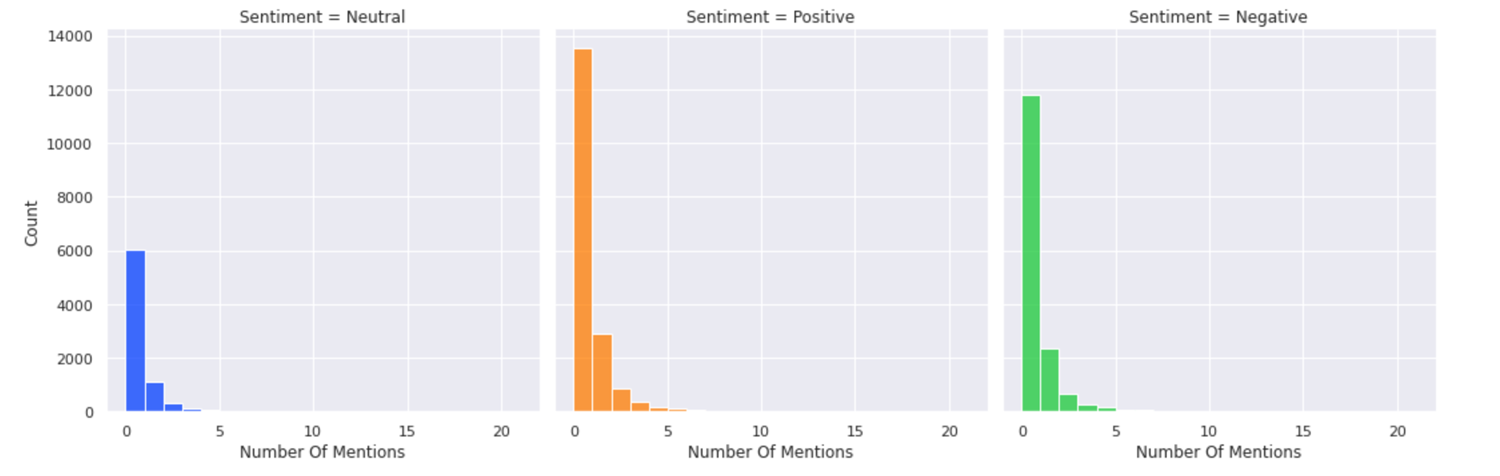 Sentiment = Neutral
Sentiment = Positive
Sentiment = Negative
14000
12000
10000
8000
6000
4000
2000
0
Count
0 5 10 15 20
0 5 10 15 20
0 5 10 15 20
Number Of Mentions
Number Of Mentions
Number Of Mentions